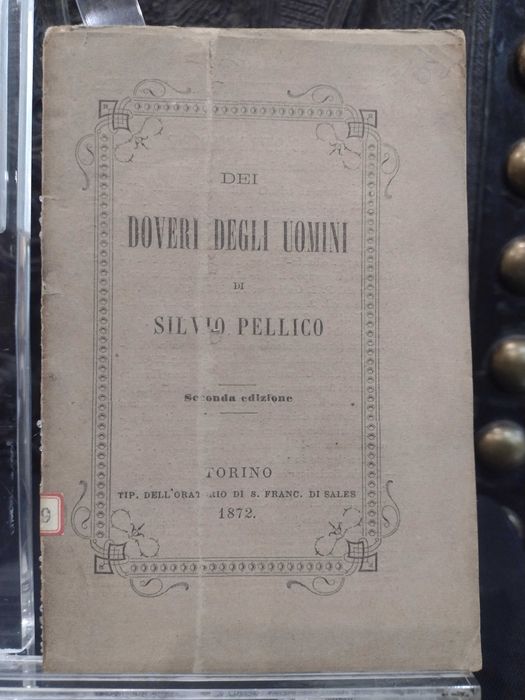 DEI
DOVERI DEGLI UOMINI
DI
SILVIO PELLICO
Seconda edizione
TORINO
TIP. DELL'ORATORIO DI S. FRANC. DI SALES
1872.